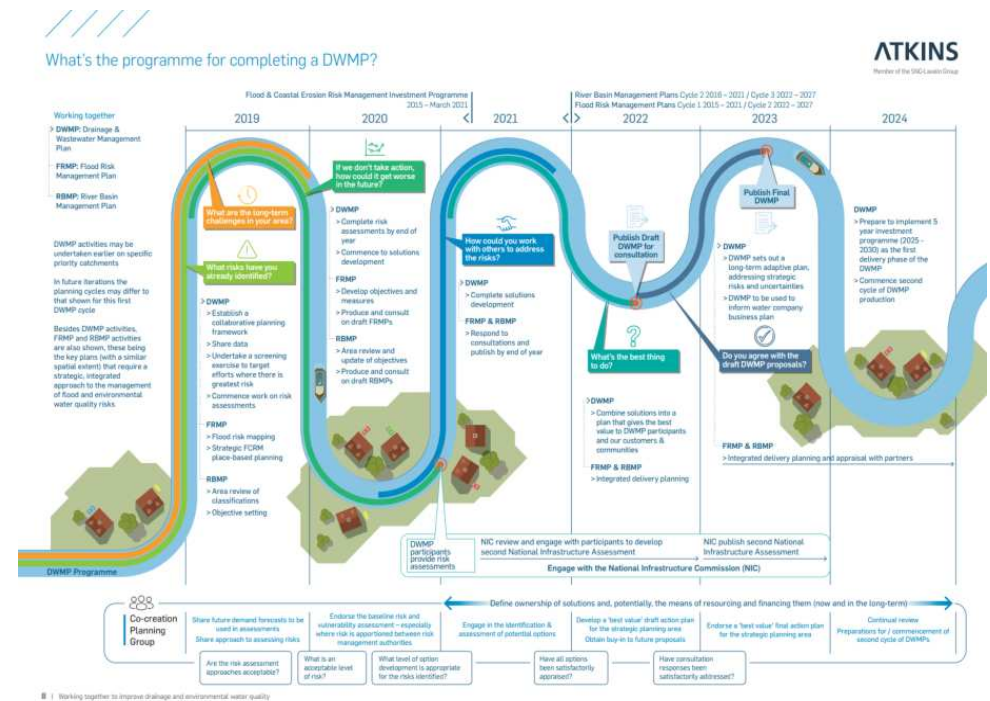 What's the programme for completing a DWMP?
ATKINS
Member of the SNC-Lavalin Group
Working together
> DWMP: Drainage &
Wastewater Management
Plan
FRMP: Flood Risk
Management Plan
RBMP: River Basin
Management Plan
DWMP activities may be
undertaken earlier on specific
priority catchments
In future iterations the
planning cycles may differ to
that shown for this first
DWMP cycle
Besides DWMP activities,
FRMP and RBMP activities
are also shown, these being
the key plans (with a similar
spatial extent) that require a
strategic, integrated
approach to the management
of flood and environmental
water quality risks
Flood & Coastal Erosion Risk Management Investment Programme
2015 – March 2021
River Basin Management Plans Cycle 2 2016 – 2021 / Cycle 3 2022 – 2027
Flood Risk Management Plans Cycle 1 2015 – 2021 / Cycle 2 2022 – 2027
2019
2020
2021
2022
2023
2024
What are the long-term
challenges in your area?
What risks have you
already identified?
> DWMP
> Establish a
collaborative planning
framework
> Share data
> Undertake a screening
exercise to target
efforts where there is
greatest risk
> Commence work on risk
assessments
FRMP
> Flood risk mapping
> Strategic FCRM
place-based planning
RBMP
> Area review of
classifications
> Objective setting
If we don't take action,
how could it get worse
in the future?
> DWMP
> Complete risk
assessments by end of
year
> Commence to solutions
development
FRMP
> Develop objectives and
measures
> Produce and consult
on draft FRMPs
RBMP
> Area review and
update of objectives
> Produce and consult
on draft RBMPs
How could you work
with others to address
the risks?
> DWMP
> Complete solutions
development
FRMP & RBMP
> Respond to
consultations and
publish by end of year
Publish Draft
DWMP for
consultation
What's the best thing
to do?
> DWMP
> Combine solutions into a
plan that gives the best
value to DWMP participants
and our customers &
communities
FRMP & RBMP
> Integrated delivery planning
Publish Final
DWMP
> DWMP
> DWMP sets out a
long-term adaptive plan,
addressing strategic
risks and uncertainties
> DWMP to be used to
inform water company
business plan
Do you agree with the
draft DWMP proposals?
FRMP & RBMP
> Integrated delivery planning and appraisal with partners
DWMP
> Prepare to implement 5
year investment
programme (2025 –
2030) as the first
delivery phase of the
DWMP
> Commence second
cycle of DWMP
production
DWMP Programme
DWMP
participants
provide risk
assessments
NIC review and engage with participants to develop
second National Infrastructure Assessment
NIC publish second National
Infrastructure Assessment
Engage with the National Infrastructure Commission (NIC)
Co-creation
Planning
Group
Define ownership of solutions and, potentially, the means of resourcing and financing them (now and in the long-term)
Share future demand forecasts to be
used in assessments
Share approach to assessing risks
Endorse the baseline risk and
vulnerability assessment – especially
where risk is apportioned between risk
management authorities
Engage in the identification &
assessment of potential options
Develop a 'best value' draft action plan
for the strategic planning area
Obtain buy-in to future proposals
Endorse a 'best value' final action plan
for the strategic planning area
Continual review
Preparations for / commencement of
second cycle of DWMPs
Are the risk assessment
approaches acceptable?
What is an
acceptable level
of risk?
What level of option
development is appropriate
for the risks identified?
Have all options
been satisfactorily
appraised?
Have consultation
responses been
satisfactorily addressed?
8 | Working together to improve drainage and environmental water quality